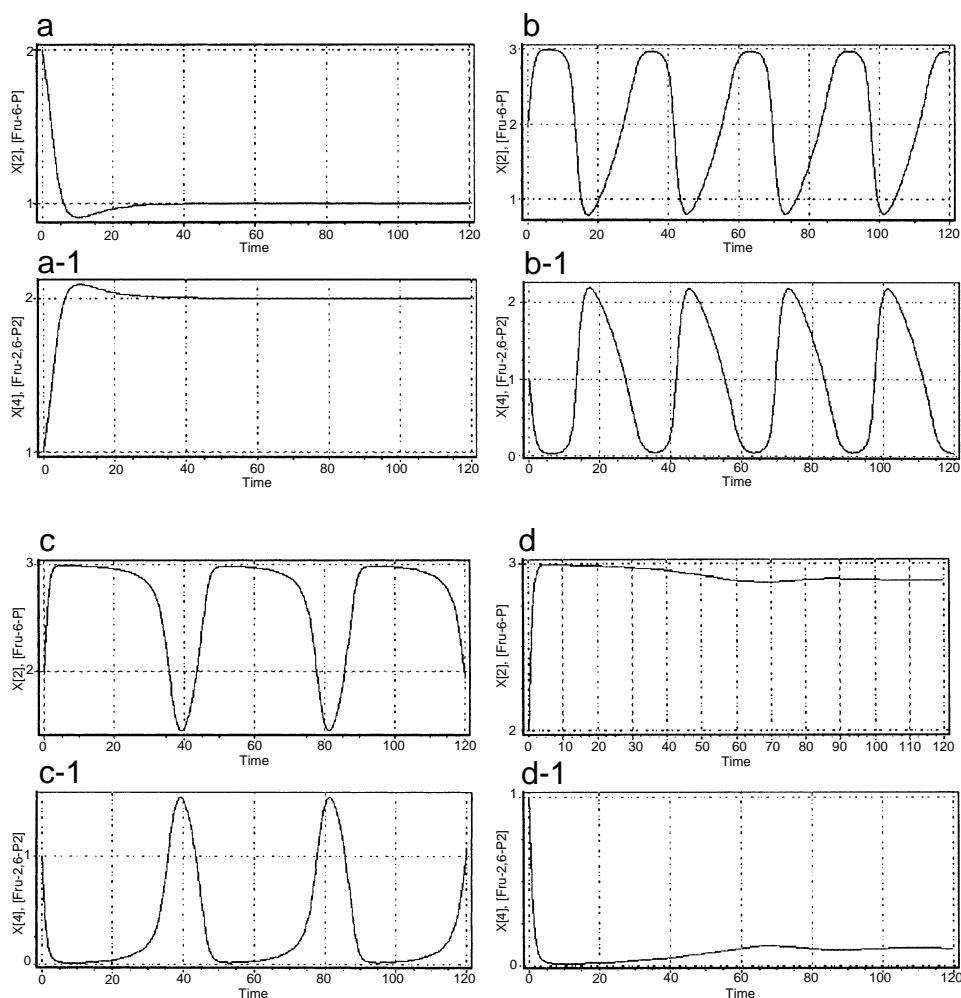 a
2
1
X[2], [Fru-6-P]
0 20 40 60 80 100 120
Time
b
3
2
1
X[2], [Fru-6-P]
0 20 40 60 80 100 120
Time
a-1
2
1
X[4], [Fru-2,6-P2]
0 20 40 60 80 100 120
Time
b-1
2
1
0
X[4], [Fru-2,6-P2]
0 20 40 60 80 100 120
Time
c
3
2
X[2], [Fru-6-P]
0 20 40 60 80 100 120
Time
d
3
2
X[2], [Fru-6-P]
0 10 20 30 40 50 60 70 80 90 100 110 120
Time
c-1
1
0
X[4], [Fru-2,6-P2]
0 20 40 60 80 100 120
Time
d-1
1
0
X[4], [Fru-2,6-P2]
0 20 40 60 80 100 120
Time